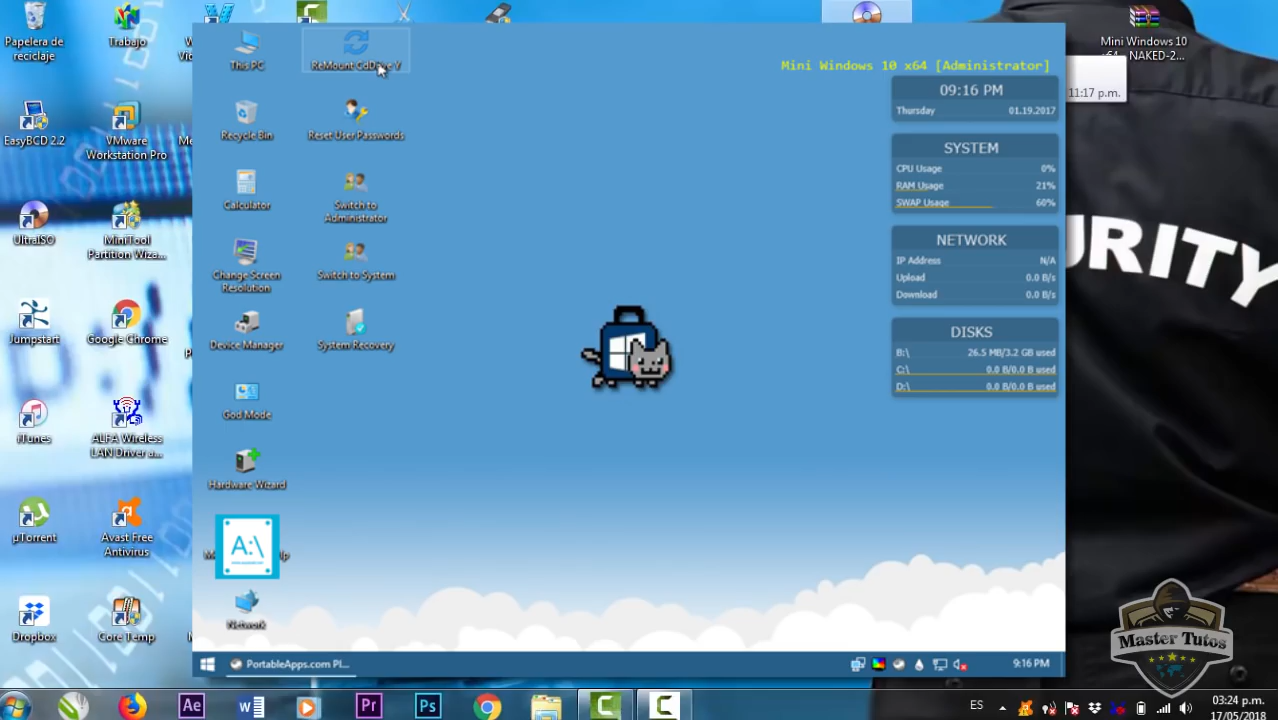 Papelera de
reciclaje
Trabajo
EasyBCD 2.2
VMware
Workstation Pro
UltraISO
MiniTool
Partition Wiza...
Jumpstart
Google Chrome
iTunes
ALFA Wireless
LAN Driver a...
µTorrent
Avast Free
Antivirus
Dropbox
Core Temp
This PC
ReMount CdDrive Y
Recycle Bin
Reset User Passwords
Calculator
Switch to
Administrator
Change Screen
Resolution
Switch to System
Device Manager
System Recovery
God Mode
Hardware Wizard
A:\
Network
Mini Windows 10 x64 [Administrator]
09:16 PM
Thursday 01.19.2017
SYSTEM
CPU Usage 0%
RAM Usage 21%
SWAP Usage 60%
NETWORK
IP Address N/A
Upload 0.0 B/s
Download 0.0 B/s
DISKS
B:\ 26.5 MB/3.2 GB used
C:\ 0.0 B/0.0 B used
D:\ 0.0 B/0.0 B used
PortableApps.com Pl...
9:16 PM
Mini Windows 10
NAKED-2...
11:17 p.m.
URITY
Master Tutos
Ae
W
Pr
Ps
ES
03:24 p.m.
17/05/2018